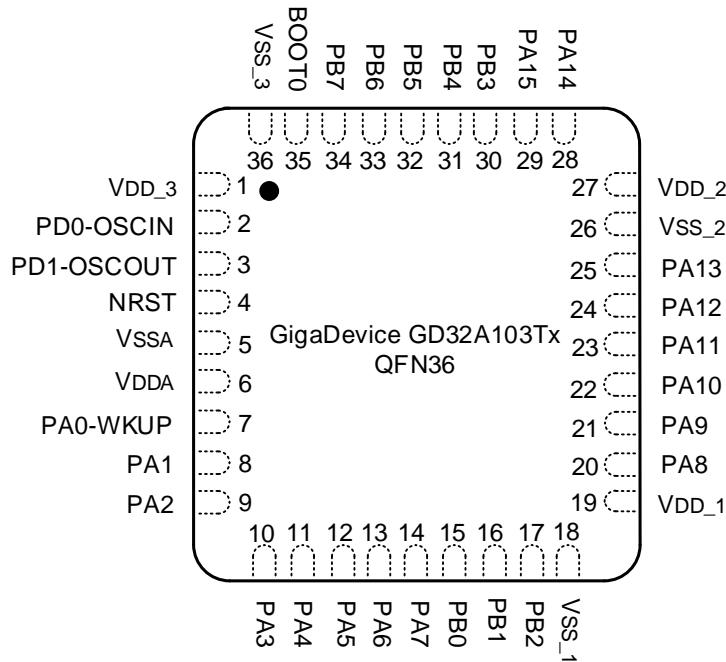 VSS_3
BOOT0
PB7
PB6
PB5
PB4
PB3
PA15
PA14
36 35 34 33 32 31 30 29 28
VDD_3 1
PD0-OSCIN 2
PD1-OSCOUT 3
NRST 4
VSSA 5
VDDA 6
PA0-WKUP 7
PA1 8
PA2 9
GigaDevice GD32A103Tx
QFN36
27 VDD_2
26 VSS_2
25 PA13
24 PA12
23 PA11
22 PA10
21 PA9
20 PA8
19 VDD_1
10 11 12 13 14 15 16 17 18
PA3
PA4
PA5
PA6
PA7
PB0
PB1
PB2
VSS_1